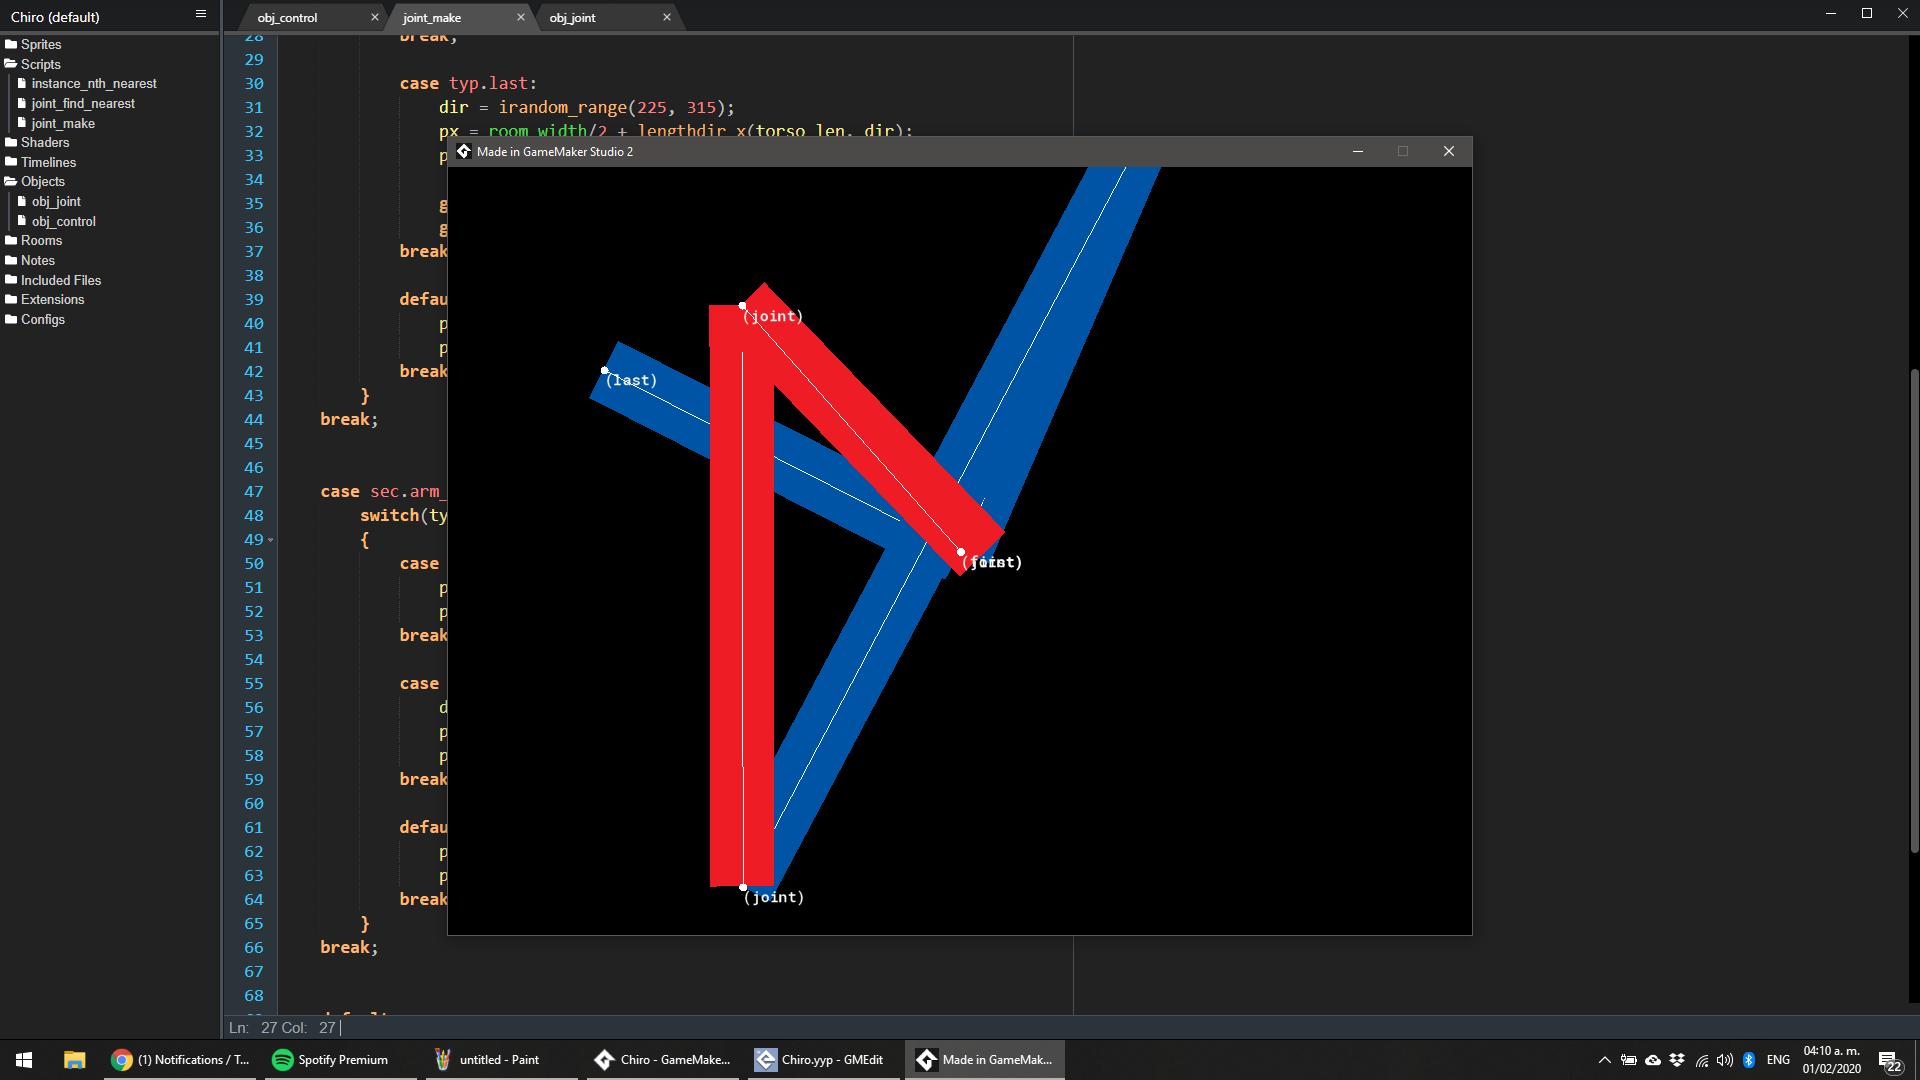 Chiro (default)
obj_control
joint_make
obj_joint
Sprites
Scripts
instance_nth_nearest
joint_find_nearest
joint_make
Shaders
Timelines
Objects
obj_joint
obj_control
Rooms
Notes
Included Files
Extensions
Configs
28 break;
29
30 case typ.last:
31 dir = irandom_range(225, 315);
32 px = room_width/2 + lengthdir_x(torso_len, dir);
33 p
34
35 g
36 g
37 break
38
39 defau
40 p
41 p
42 break
43 }
44 break;
45
46
47 case sec.arm_
48 switch(ty
49 {
50 case
51 p
52 p
53 break
54
55 case
56 d
57 p
58 p
59 break
60
61 defau
62 p
63 p
64 break
65 }
66 break;
67
68
Made in GameMaker Studio 2
(joint)
(last)
(joint)
(joint)
Ln: 27 Col: 27
(1) Notifications / T...
Spotify Premium
untitled - Paint
Chiro - GameMake...
Chiro.yyp - GMEdit
Made in GameMak...
ENG
04:10 a. m.
01/02/2020
22